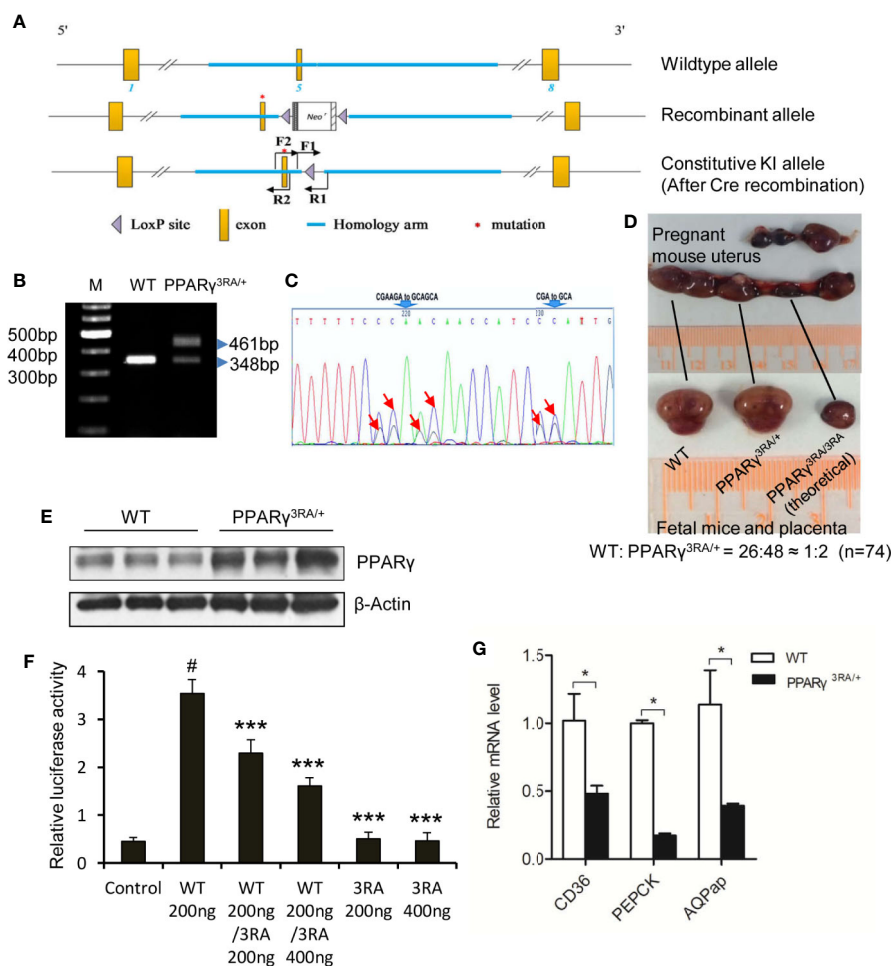 A
5'
3'
1
5
8
Wildtype allele
*
Neo r
Recombinant allele
F2 F1
*
R2 R1
Constitutive KI allele
(After Cre recombination)
LoxP site
exon
Homology arm
* mutation
B
M WT PPARγ3RA/+
500bp
400bp
300bp
461bp
348bp
C
CGAAGA to GCAGCA
CGA to GCA
220
T T T T T C C A A C A A C C A T C C C A T T G
D
Pregnant
mouse uterus
WT
PPARγ3RA/+
PPARγ3RA/3RA
(theoretical)
Fetal mice and placenta
WT: PPARγ3RA/+ = 26:48 ≈ 1:2 (n=74)
E
WT PPARγ3RA/+
PPARγ
β-Actin
F
Relative luciferase activity
4
3
2
1
0
#
***
***
***
***
Control
WT
200ng
WT
200ng
/3RA
200ng
WT
200ng
/3RA
400ng
3RA
200ng
3RA
400ng
G
Relative mRNA level
1.5
1.0
0.5
0.0
*
*
*
WT
PPARγ 3RA/+
CD36
PEPCK
AQPap